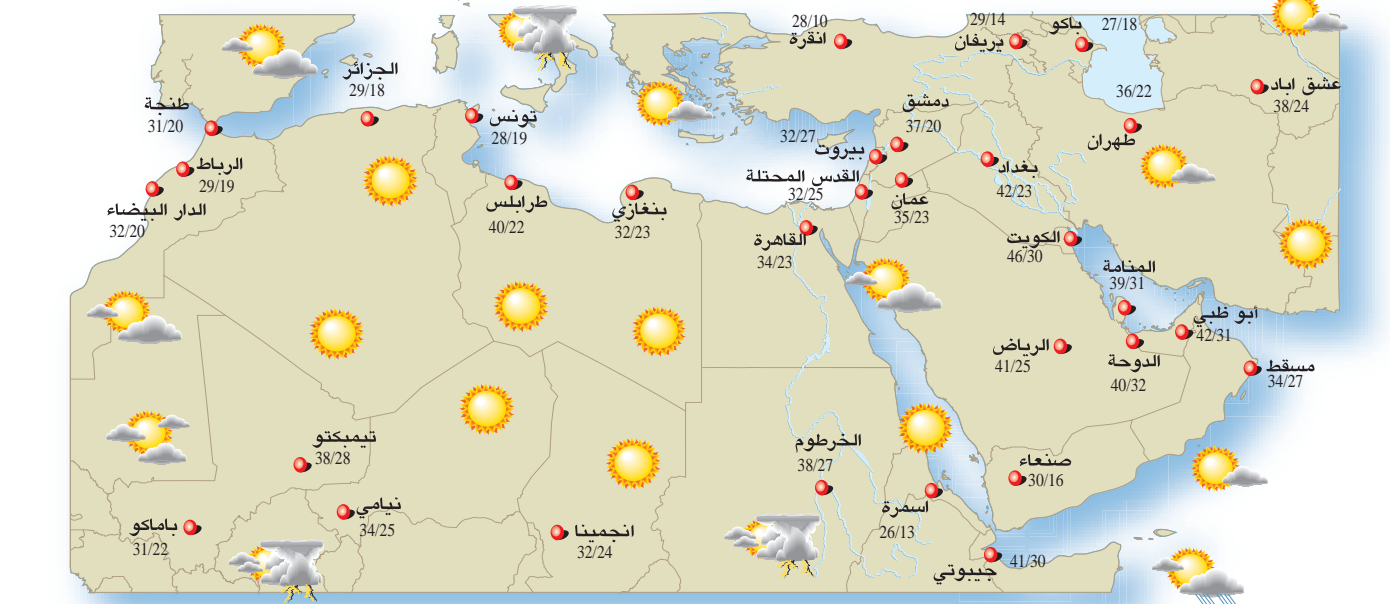 28/10
انقرة
29/14
يريفان
باكو
27/18
36/22
طهران
عشق اباد
38/24
الجزائر
29/18
طنجة
31/20
الرباط
29/19
الدار البيضاء
32/20
تونس
28/19
طرابلس
40/22
بنغازي
32/23
دمشق
37/20
32/27
بيروت
القدس المحتلة
32/25
عمان
35/23
بغداد
42/23
القاهرة
34/23
الكويت
46/30
المنامة
39/31
أبو ظبي
42/31
الرياض
41/25
الدوحة
40/32
مسقط
34/27
تيمبكتو
38/28
نيامي
34/25
باماكو
31/22
انجمينا
32/24
الخرطوم
38/27
اسمرة
26/13
صنعاء
30/16
41/30
جيبوتي